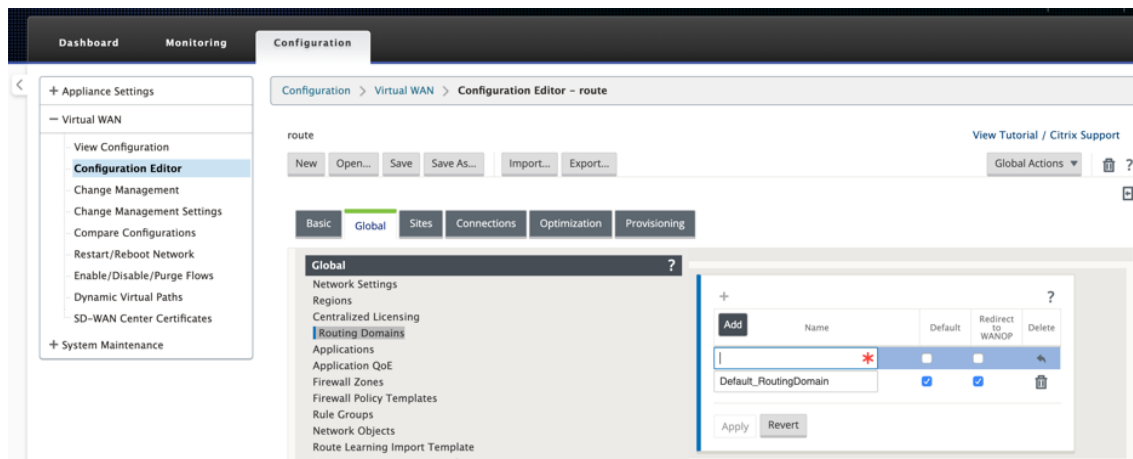 Dashboard Monitoring Configuration
+ Appliance Settings
− Virtual WAN
View Configuration
Configuration Editor
Change Management
Change Management Settings
Compare Configurations
Restart/Reboot Network
Enable/Disable/Purge Flows
Dynamic Virtual Paths
SD-WAN Center Certificates
+ System Maintenance
Configuration > Virtual WAN > Configuration Editor - route
route
View Tutorial / Citrix Support
New Open... Save Save As... Import... Export... Global Actions ?
Basic Global Sites Connections Optimization Provisioning
Global ?
Network Settings
Regions
Centralized Licensing
Routing Domains
Applications
Application QoE
Firewall Zones
Firewall Policy Templates
Rule Groups
Network Objects
Route Learning Import Template
+ ?
Add Name Default Redirect to WANOP Delete
*
Default_RoutingDomain
Apply Revert